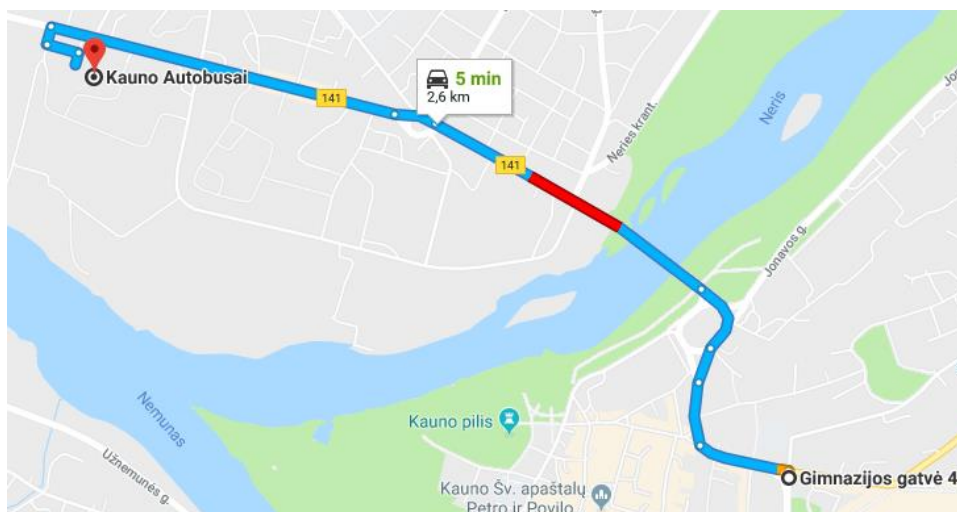 Kauno Autobusai
141
5 min
2,6 km
141
Neries krant.
Neris
Jonavos g.
Nemunas
Užnemunės g.
Kauno pilis
Kauno Šv. apaštalų
Petro ir Povilo
Gimnazijos gatvė 4